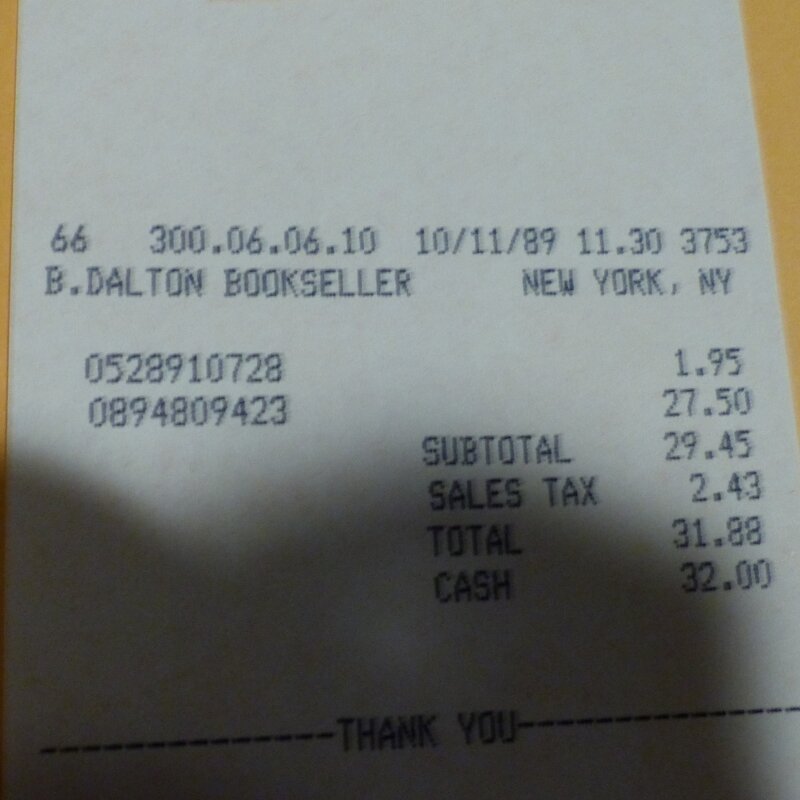 66 300.06.06.10 10/11/89 11.30 3753
B.DALTON BOOKSELLER NEW YORK, NY
0528910728 1.95
0894809423 27.50
SUBTOTAL 29.45
SALES TAX 2.43
TOTAL 31.88
CASH 32.00
---------------THANK YOU---------------